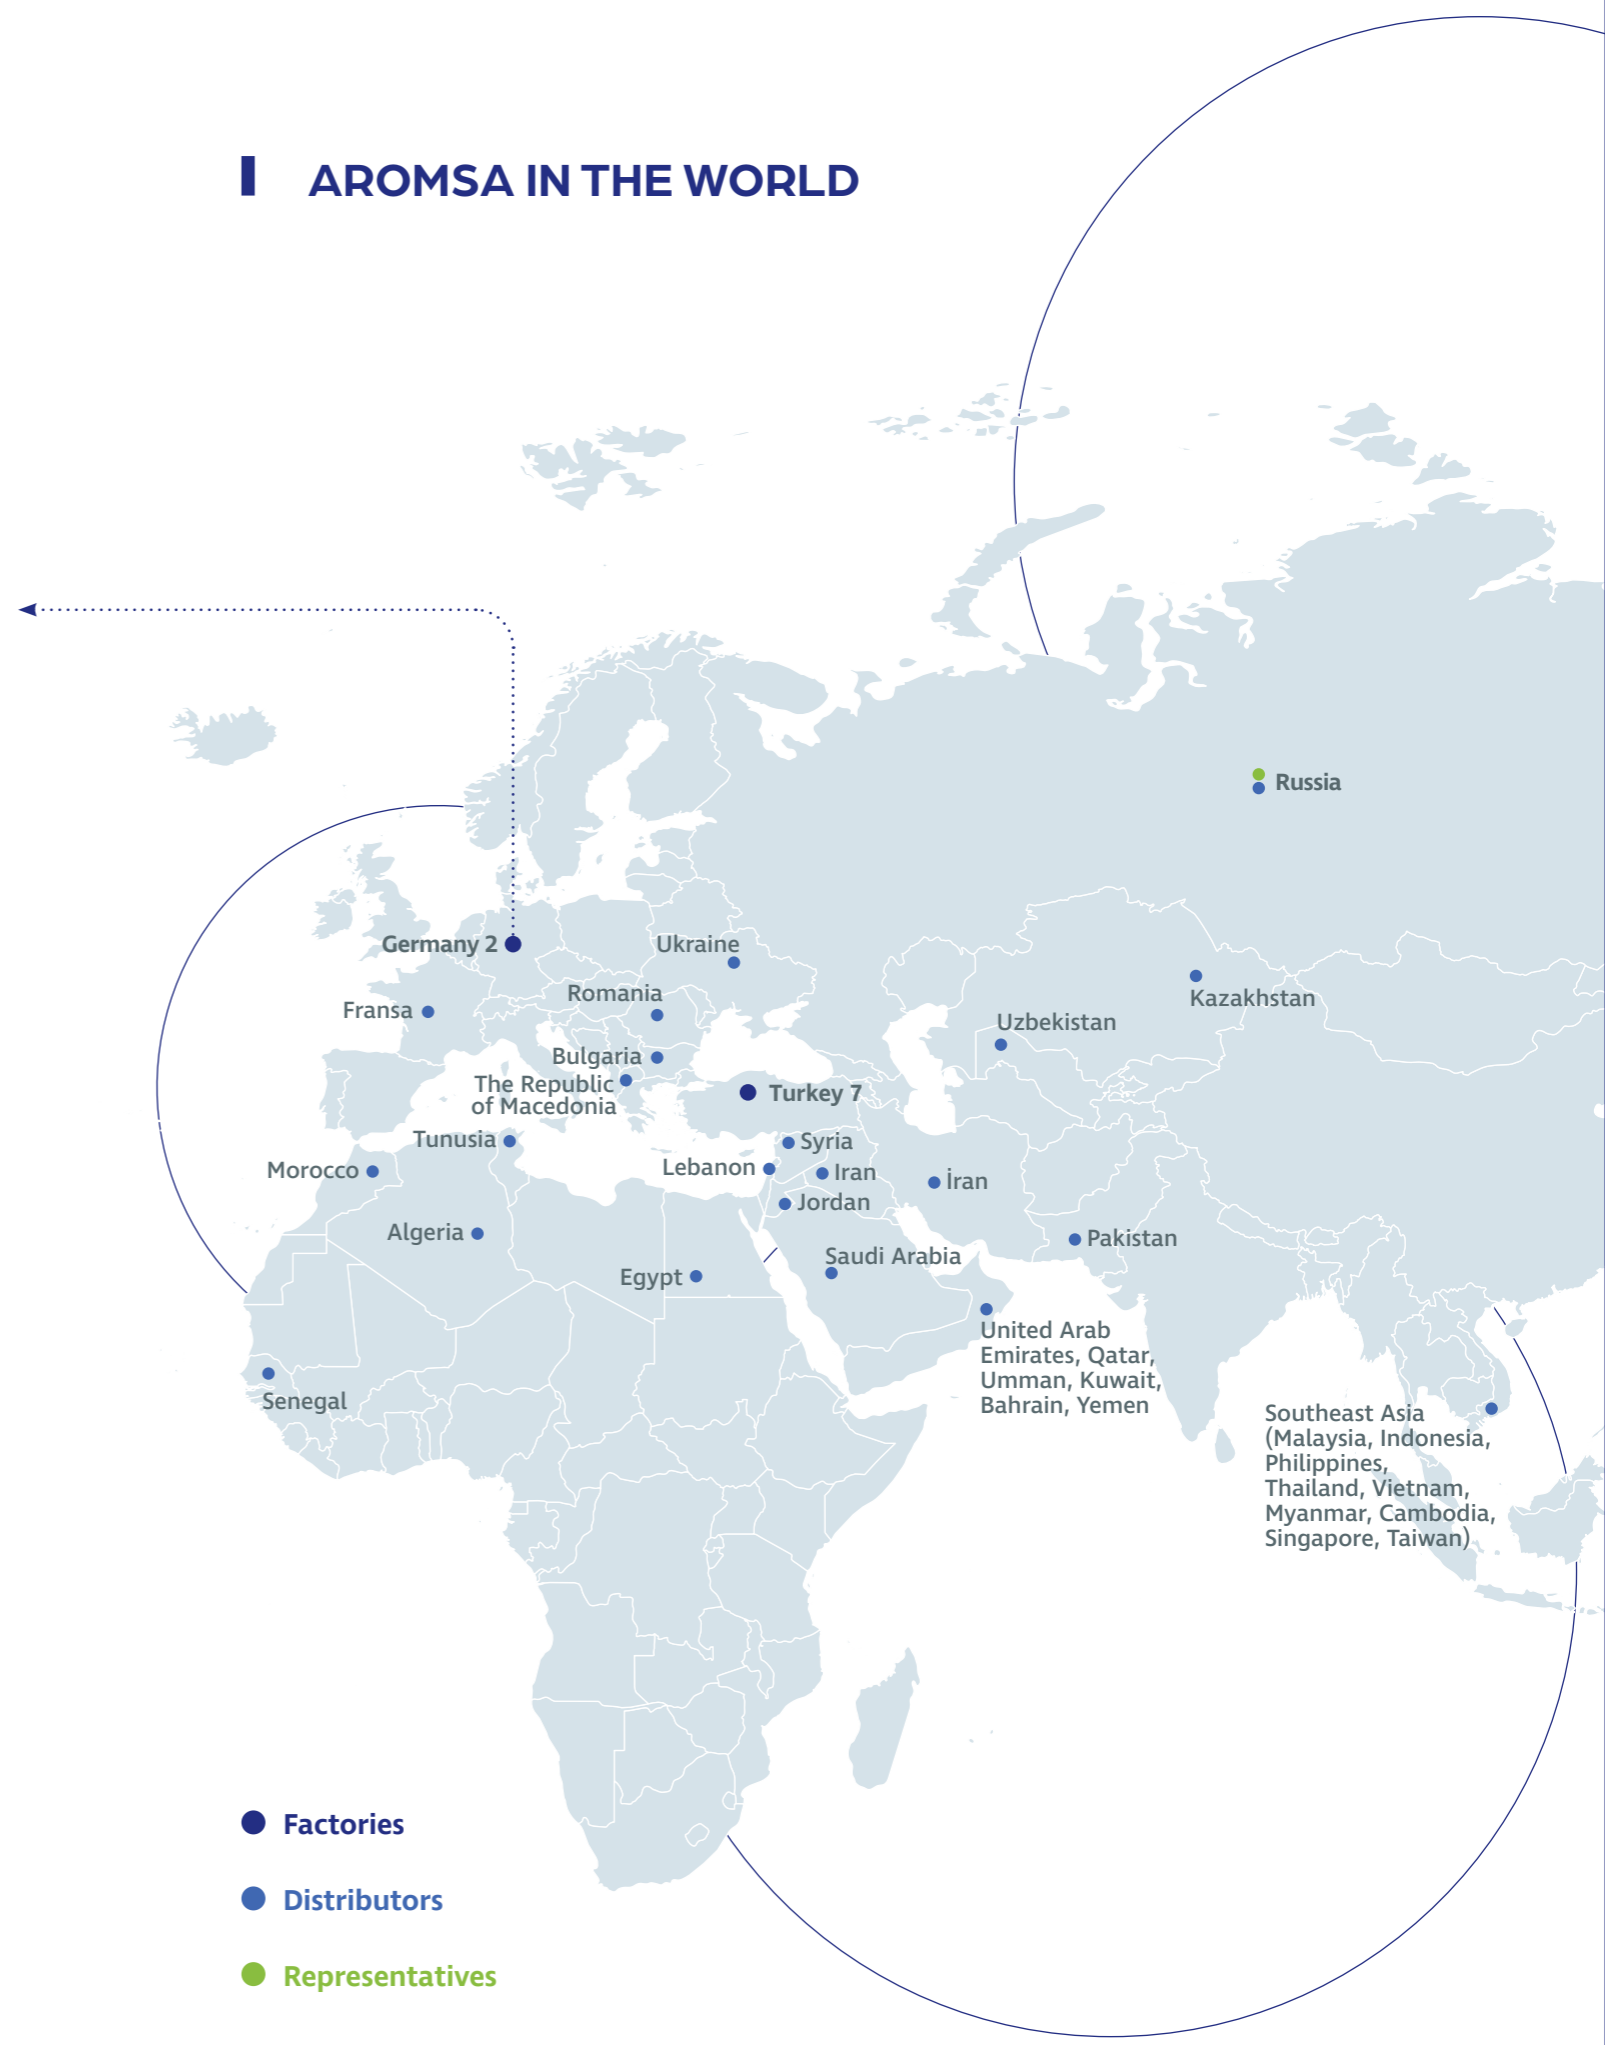 AROMSA IN THE WORLD
Russia
Germany 2
Ukraine
Fransa
Romania
Kazakhstan
Uzbekistan
Bulgaria
The Republic
of Macedonia
Turkey 7
Tunusia
Syria
Morocco
Lebanon
Iran
İran
Jordan
Algeria
Pakistan
Saudi Arabia
Egypt
United Arab
Emirates, Qatar,
Umman, Kuwait,
Bahrain, Yemen
Senegal
Southeast Asia
(Malaysia, Indonesia,
Philippines,
Thailand, Vietnam,
Myanmar, Cambodia,
Singapore, Taiwan)
Factories
Distributors
Representatives